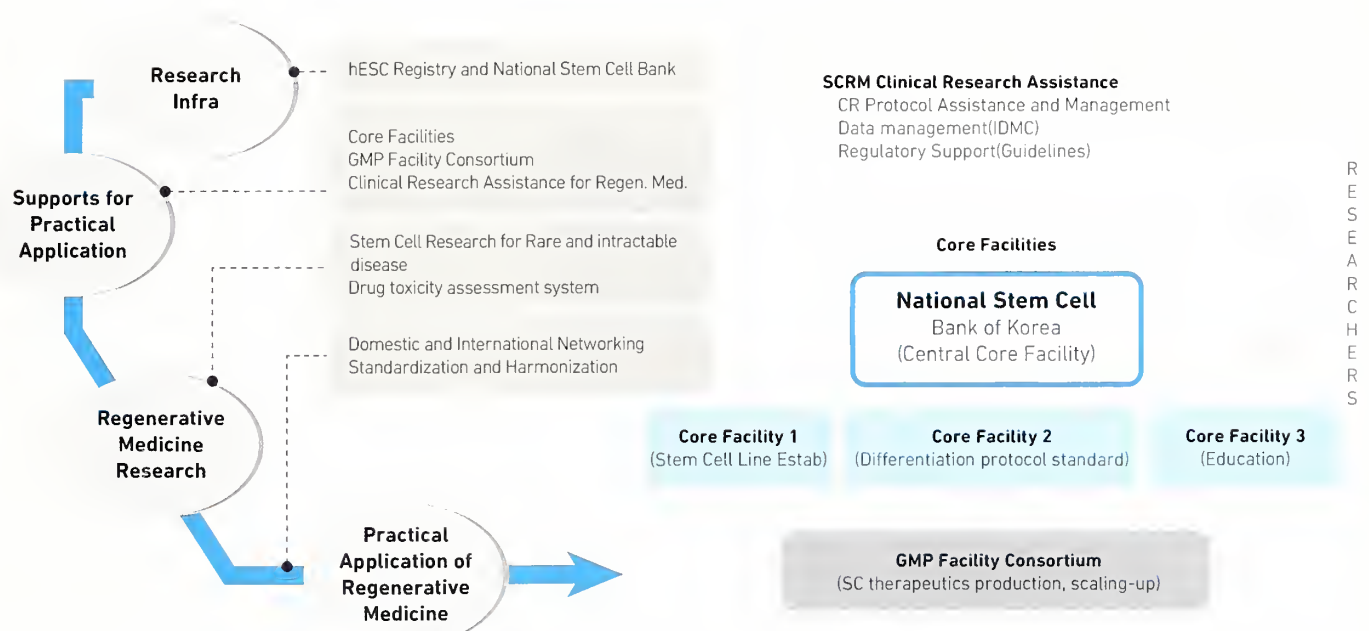 Research
Infra
hESC Registry and National Stem Cell Bank
Supports for
Practical
Application
Core Facilities
GMP Facility Consortium
Clinical Research Assistance for Regen. Med.
Stem Cell Research for Rare and intractable
disease
Drug toxicity assessment system
Domestic and International Networking
Standardization and Harmonization
Regenerative
Medicine
Research
Practical
Application of
Regenerative
Medicine
SCRM Clinical Research Assistance
CR Protocol Assistance and Management
Data management(IDMC)
Regulatory Support(Guidelines)
Core Facilities
National Stem Cell
Bank of Korea
(Central Core Facility)
Core Facility 1
(Stem Cell Line Estab)
Core Facility 2
(Differentiation protocol standard)
Core Facility 3
(Education)
GMP Facility Consortium
(SC therapeutics production, scaling-up)
R
E
S
E
A
R
C
H
E
R
S